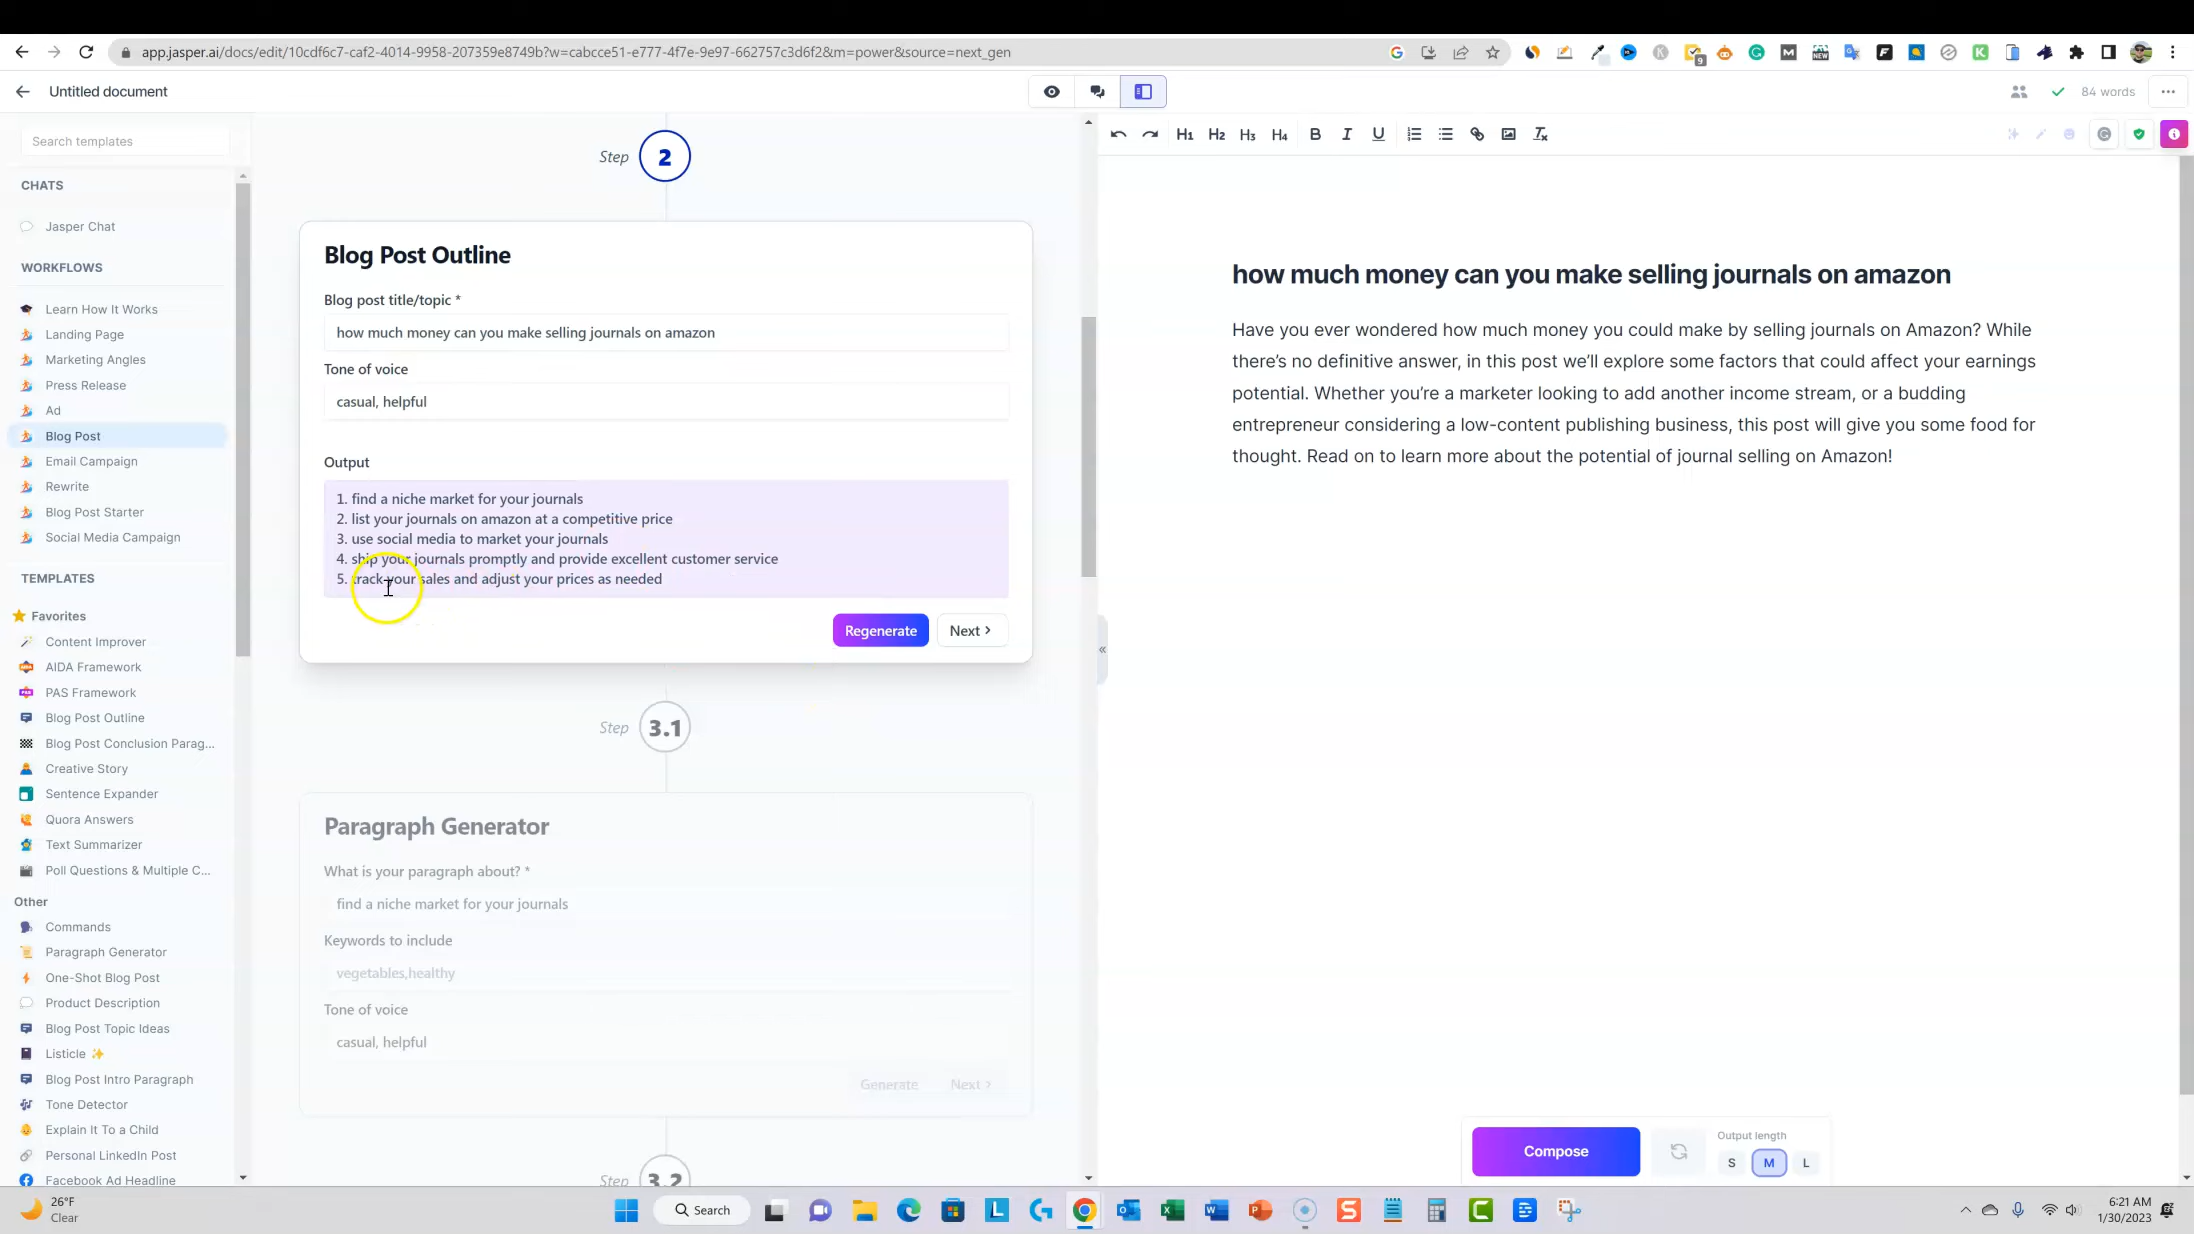 app.jasper.ai/docs/edit/10cdf6c7-caf2-4014-9958-207359e8749b?w=cabcce51-e777-4f7e-9e97-662757c3d6f2&m=power&source=next_gen
Untitled document
84 words
Search templates
CHATS
Jasper Chat
WORKFLOWS
Learn How It Works
Landing Page
Marketing Angles
Press Release
Ad
Blog Post
Email Campaign
Rewrite
Blog Post Starter
Social Media Campaign
TEMPLATES
Favorites
Content Improver
AIDA Framework
PAS Framework
Blog Post Outline
Blog Post Conclusion Parag...
Creative Story
Sentence Expander
Quora Answers
Text Summarizer
Poll Questions & Multiple C...
Other
Commands
Paragraph Generator
One-Shot Blog Post
Product Description
Blog Post Topic Ideas
Listicle ✨
Blog Post Intro Paragraph
Tone Detector
Explain It To a Child
Personal LinkedIn Post
Facebook Ad Headline
Step 2
Blog Post Outline
Blog post title/topic *
how much money can you make selling journals on amazon
Tone of voice
casual, helpful
Output
1. find a niche market for your journals
2. list your journals on amazon at a competitive price
3. use social media to market your journals
4. ship your journals promptly and provide excellent customer service
5. track your sales and adjust your prices as needed
Regenerate
Next >
Step 3.1
Paragraph Generator
What is your paragraph about? *
find a niche market for your journals
Keywords to include
vegetables,healthy
Tone of voice
casual, helpful
Generate
Next >
Step 3.2
H1 H2 H3 H4 B I U
how much money can you make selling journals on amazon
Have you ever wondered how much money you could make by selling journals on Amazon? While
there's no definitive answer, in this post we'll explore some factors that could affect your earnings
potential. Whether you're a marketer looking to add another income stream, or a budding
entrepreneur considering a low-content publishing business, this post will give you some food for
thought. Read on to learn more about the potential of journal selling on Amazon!
Compose
Output length
S M L
26°F
Clear
Search
6:21 AM
1/30/2023